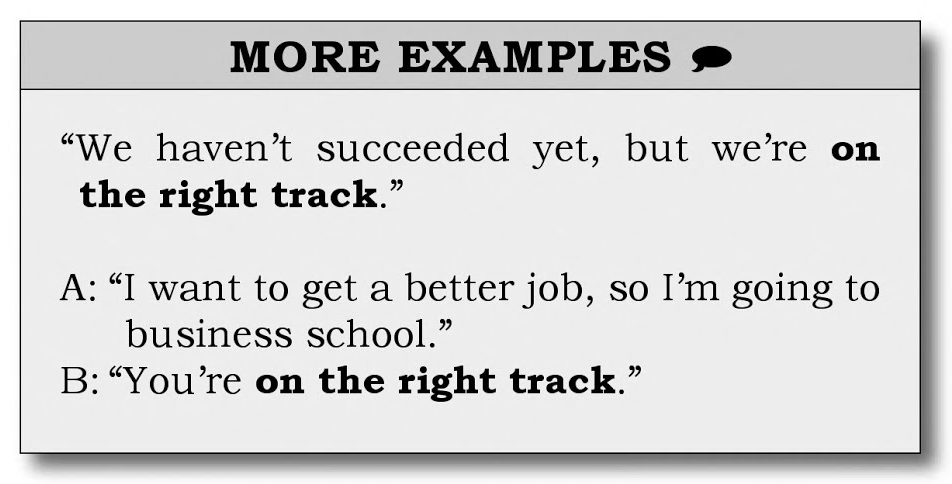 MORE EXAMPLES
“We haven’t succeeded yet, but we’re on
the right track.”
A: “I want to get a better job, so I’m going to
business school.”
B: “You’re on the right track.”